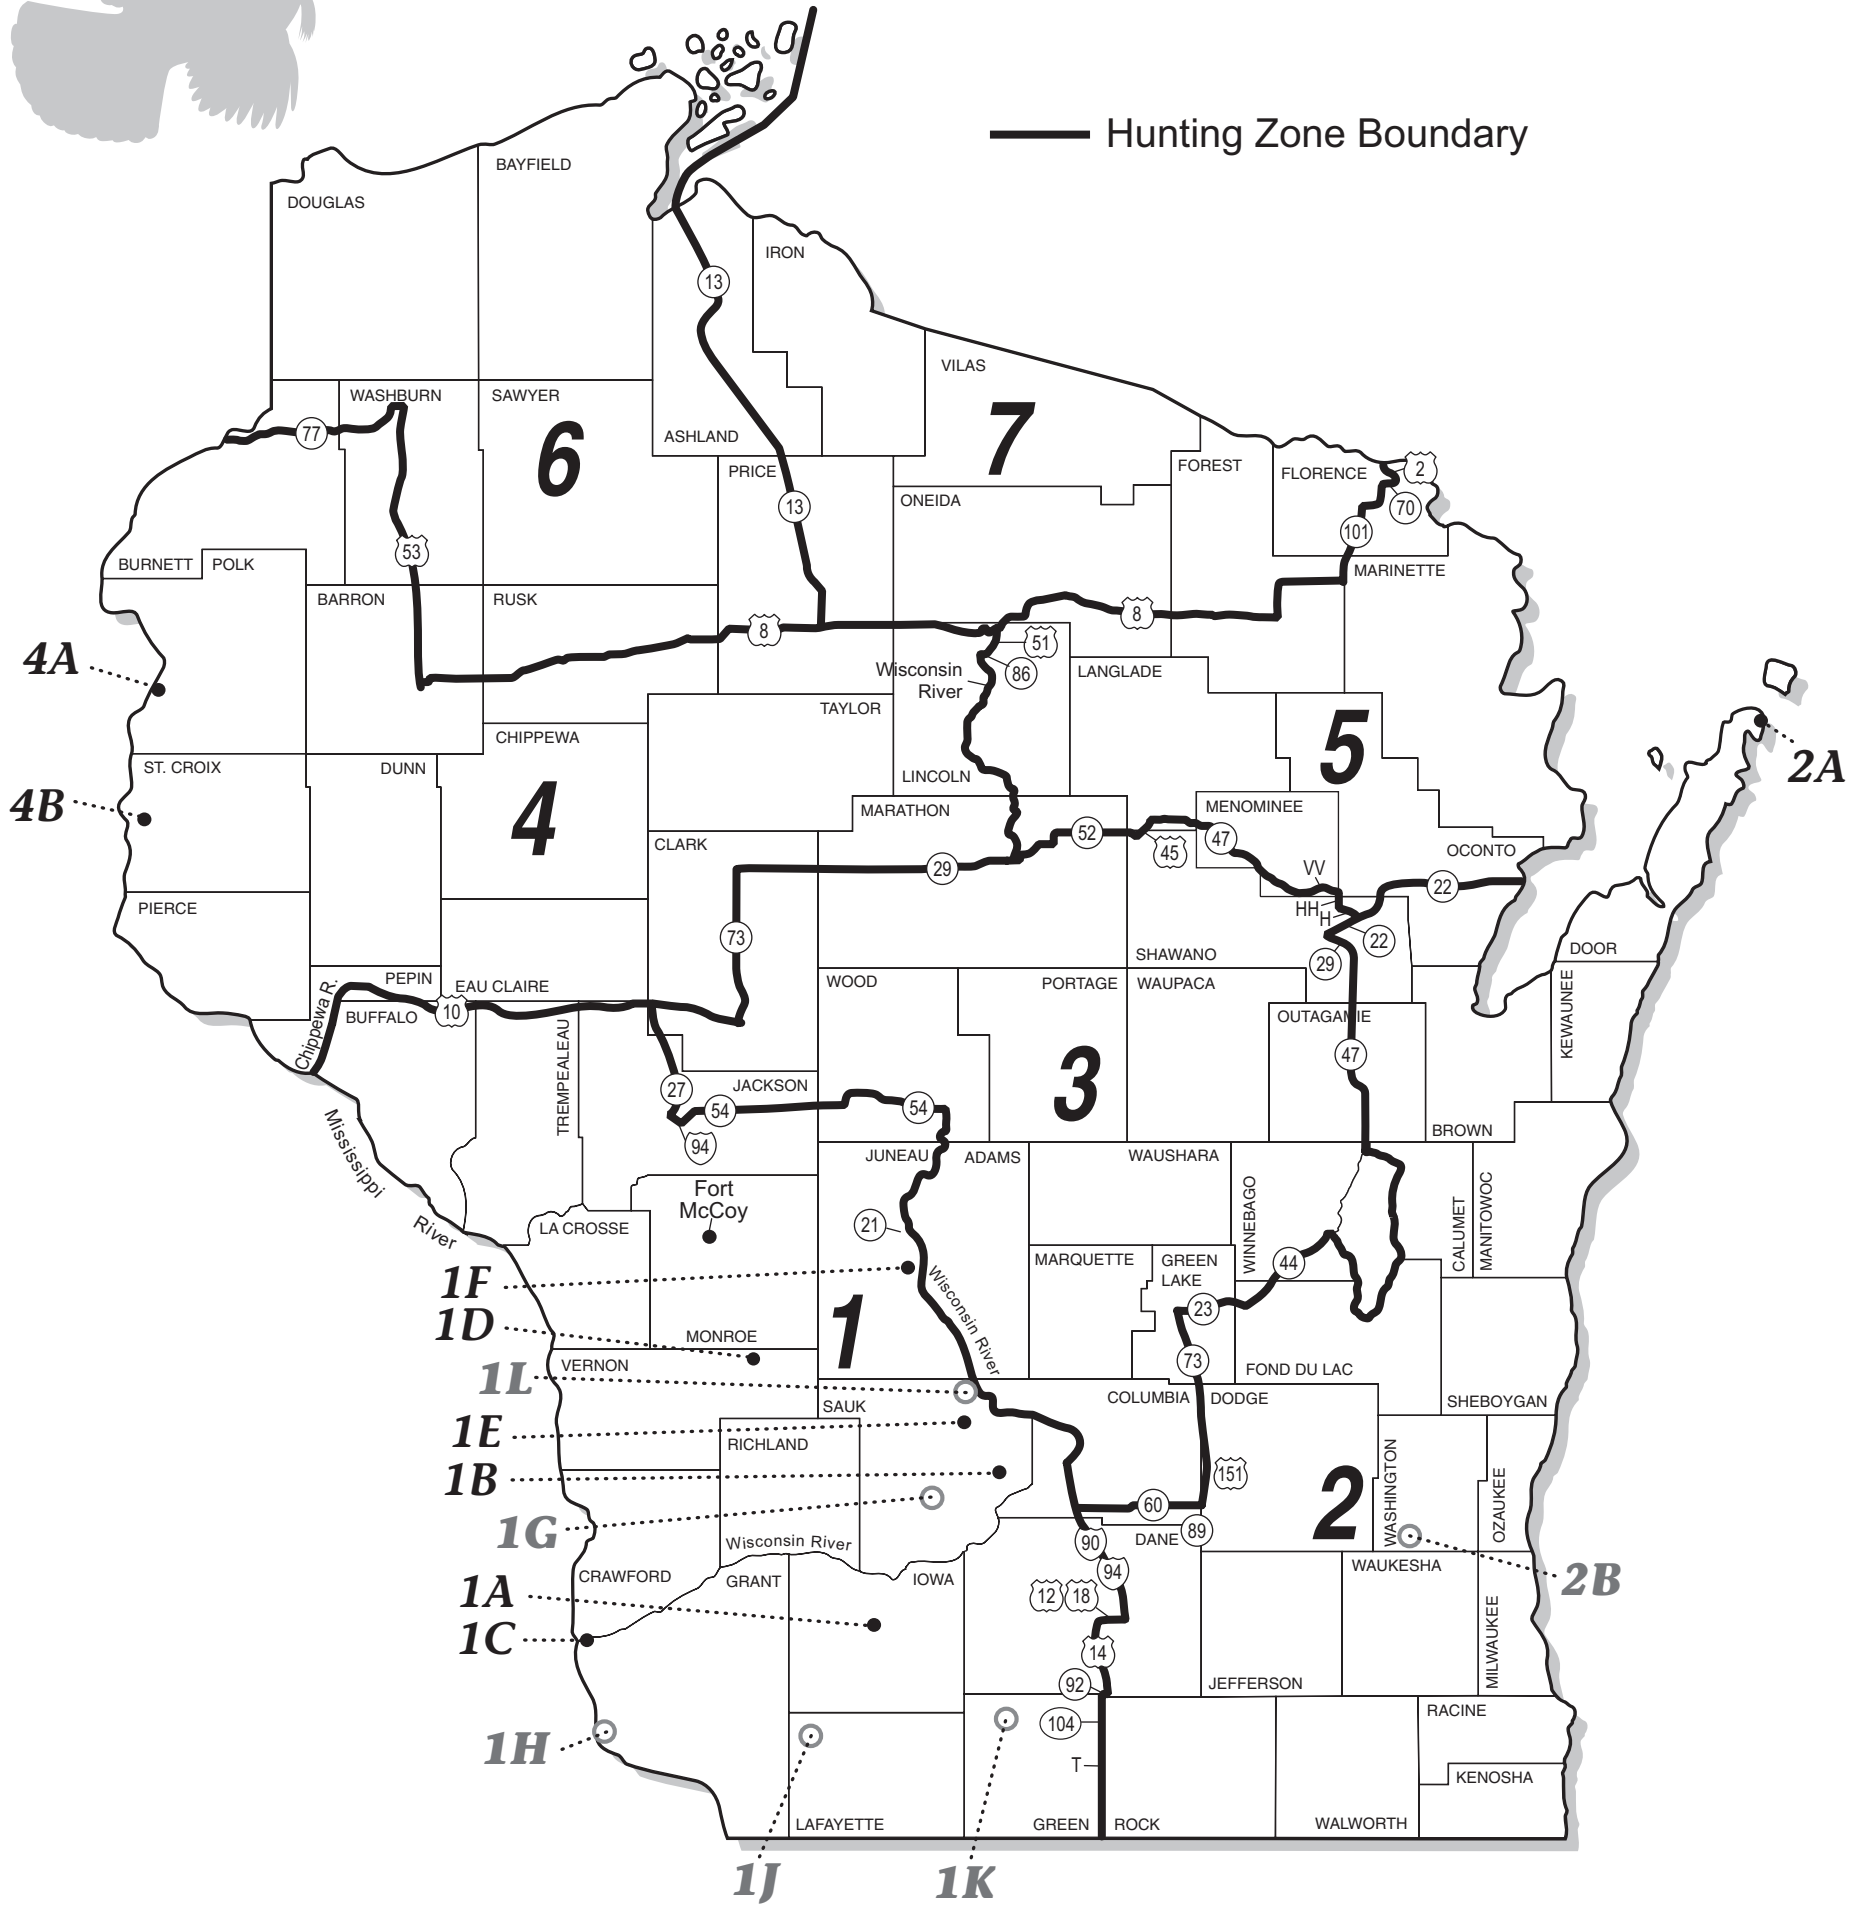 Hunting Zone Boundary
BAYFIELD
DOUGLAS
IRON
13
VILAS
WASHBURN
SAWYER
77
6
7
ASHLAND
PRICE
FOREST
FLORENCE
2
ONEIDA
13
70
101
53
BURNETT
POLK
MARINETTE
BARRON
RUSK
8
8
51
4A
Wisconsin
River
86
LANGLADE
TAYLOR
5
CHIPPEWA
2A
ST. CROIX
DUNN
LINCOLN
4B
4
MARATHON
MENOMINEE
CLARK
52
47
45
OCONTO
29
VV
22
PIERCE
HH
H
73
22
SHAWANO
29
DOOR
PEPIN
EAU CLAIRE
WOOD
PORTAGE
WAUPACA
Chippewa R.
10
BUFFALO
OUTAGAMIE
KEWAUNEE
TREMPEALEAU
47
3
27
JACKSON
54
54
Mississippi
River
94
BROWN
JUNEAU
ADAMS
WAUSHARA
Fort
McCoy
WINNEBAGO
CALUMET
MANITOWOC
21
LA CROSSE
MARQUETTE
GREEN
LAKE
44
1F
Wisconsin River
23
1D
1
MONROE
73
VERNON
FOND DU LAC
1L
COLUMBIA
DODGE
SAUK
SHEBOYGAN
1E
RICHLAND
1B
151
WASHINGTON
OZAUKEE
1G
60
2
Wisconsin River
90
DANE
89
WAUKESHA
CRAWFORD
GRANT
IOWA
94
2B
1A
12
18
MILWAUKEE
1C
14
92
JEFFERSON
RACINE
104
1H
T
KENOSHA
LAFAYETTE
GREEN
ROCK
WALWORTH
1J
1K